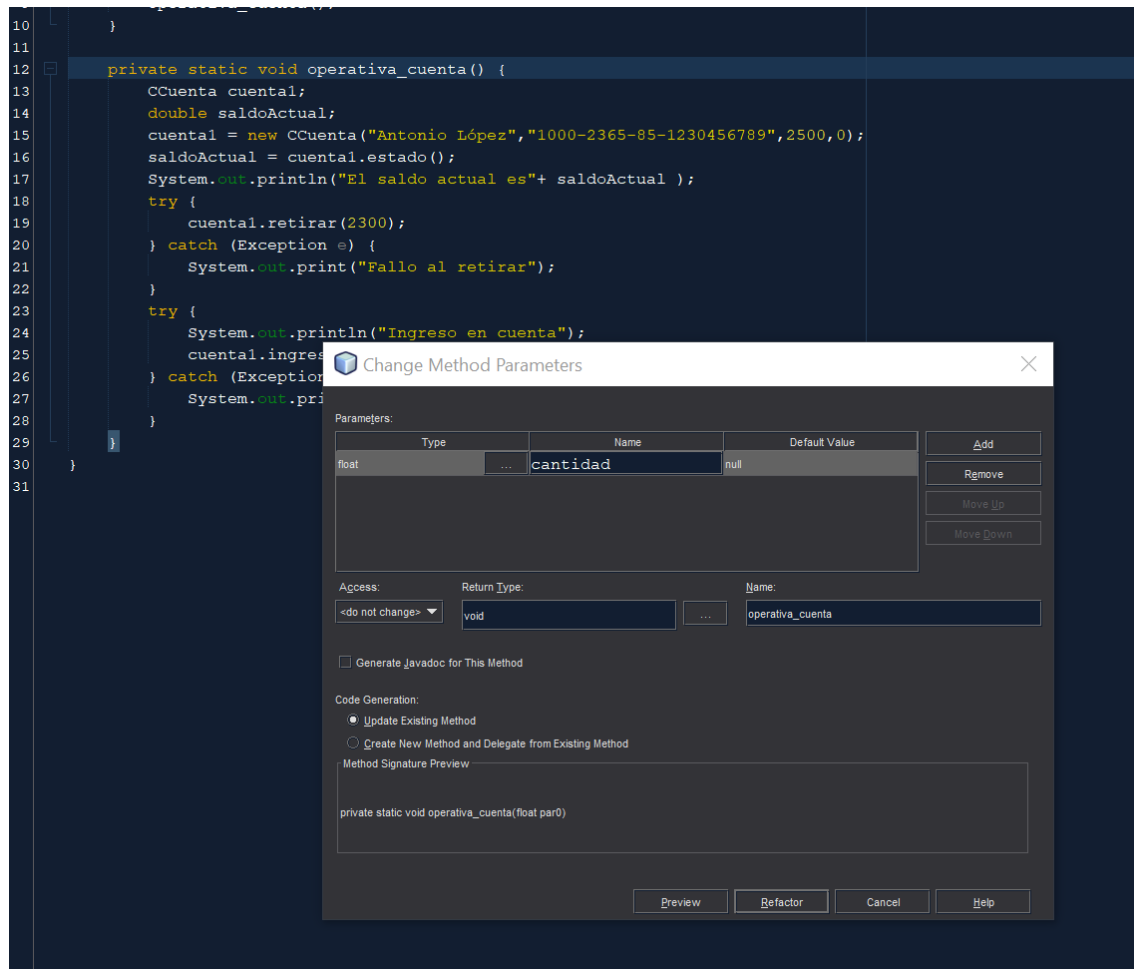 10 }
11
12 private static void operativa_cuenta() {
13 CCuenta cuenta1;
14 double saldoActual;
15 cuenta1 = new CCuenta("Antonio López","1000-2365-85-1230456789",2500,0);
16 saldoActual = cuenta1.estado();
17 System.out.println("El saldo actual es"+ saldoActual );
18 try {
19 cuenta1.retirar(2300);
20 } catch (Exception e) {
21 System.out.print("Fallo al retirar");
22 }
23 try {
24 System.out.println("Ingreso en cuenta");
25 cuenta1.ingres
26 } catch (Exception
27 System.out.pri
28 }
29 }
30 }
31
Change Method Parameters
Parameters:
Type Name Default Value
float ... cantidad null
Add
Remove
Move Up
Move Down
Access: Return Type: Name:
<do not change> void ... operativa_cuenta
Generate Javadoc for This Method
Code Generation:
Update Existing Method
Create New Method and Delegate from Existing Method
Method Signature Preview
private static void operativa_cuenta(float par0)
Preview Refactor Cancel Help